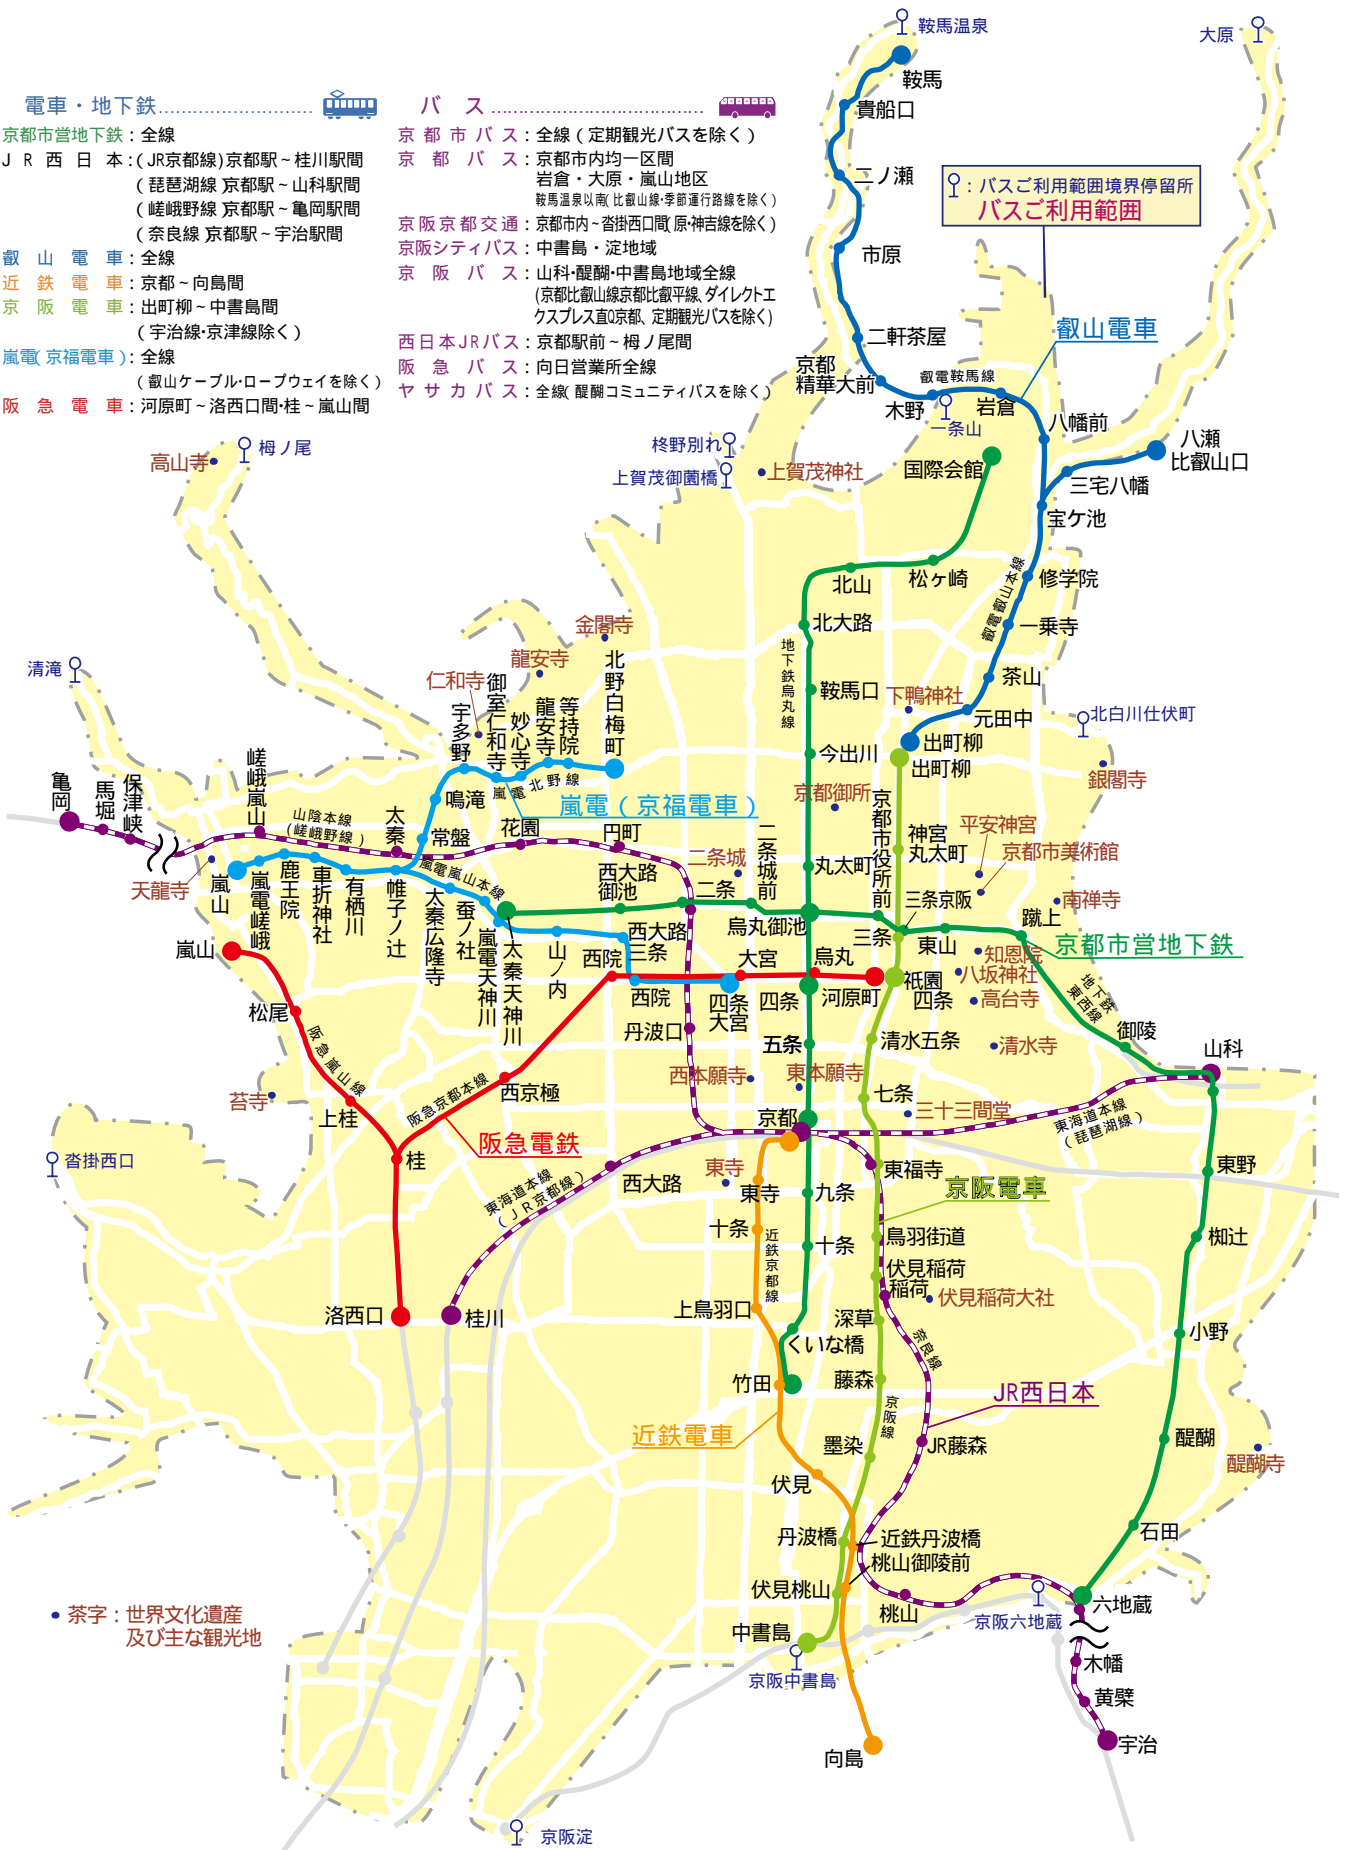 鞍馬温泉
大原
電車・地下鉄............................
京都市営地下鉄：全線
JR西日本：(JR京都線)京都駅~桂川駅間
(琵琶湖線)京都駅~山科駅間
(嵯峨野線)京都駅~亀岡駅間
(奈良線)京都駅~宇治駅間
叡山電車：全線
近鉄電車：京都~向島間
京阪電車：出町柳~中書島間
(宇治線・京津線除く)
嵐電(京福電車)：全線
(叡山ケーブル・ロープウェイを除く)
阪急電車：河原町~洛西口間・桂~嵐山間
バス......................................
京都市バス：全線(定期観光バスを除く)
京都バス：京都市内均一区間
岩倉・大原・嵐山地区
鞍馬温泉以南(比叡山線・季節運行路線を除く)
京阪京都交通：京都市内~沓掛西口間(原・神吉線を除く)
京阪シティバス：中書島・淀地域
京阪バス：山科・醍醐・中書島地域全線
(京都比叡山線、京都比叡平線、ダイレクトエ
クスプレス直Q京都、定期観光バスを除く)
西日本JRバス：京都駅前~栂ノ尾間
阪急バス：向日営業所全線
ヤサカバス：全線(醍醐コミュニティバスを除く)
：バスご利用範囲境界停留所
バスご利用範囲
鞍馬
貴船口
二ノ瀬
市原
二軒茶屋
京都
精華大前
叡電鞍馬線
木野
岩倉
一条山
叡山電車
八幡前
八瀬
比叡山口
三宅八幡
宝ケ池
国際会館
柊野別れ
上賀茂御薗橋
上賀茂神社
栂ノ尾
高山寺
松ヶ崎
北山
修学院
叡電叡山本線
一乗寺
北大路
地下鉄烏丸線
茶山
鞍馬口
下鴨神社
元田中
北白川仕伏町
銀閣寺
今出川
出町柳
出町柳
京都御所
清滝
金閣寺
龍安寺
仁和寺
北野白梅町
等持院
龍安寺
妙心寺
御室仁和寺
宇多野
嵐電北野線
嵐電(京福電車)
鳴滝
常盤
亀岡
馬堀
保津峡
嵯峨嵐山
山陰本線
(嵯峨野線)
太秦
花園
円町
二条城
二条城前
京都市役所前
神宮
丸太町
平安神宮
京都市美術館
丸太町
天龍寺
嵐山
嵐電嵯峨
鹿王院
車折神社
有栖川
帷子ノ辻
嵐電嵐山本線
太秦広隆寺
蚕ノ社
嵐電天神川
太秦天神川
山ノ内
西大路
御池
二条
烏丸御池
西大路
三条
三条京阪
三条
東山
蹴上
南禅寺
京都市営地下鉄
知恩院
八坂神社
高台寺
地下鉄
東西線
嵐山
西院
西院
大宮
四条
大宮
四条
烏丸
河原町
祇園
四条
松尾
阪急嵐山線
丹波口
五条
清水五条
清水寺
御陵
山科
西本願寺
東本願寺
苔寺
上桂
阪急京都本線
西京極
京都
七条
三十三間堂
東海道本線
(琵琶湖線)
阪急電鉄
沓掛西口
桂
東海道本線
(JR京都線)
西大路
東寺
東寺
九条
東福寺
京阪電車
東野
十条
十条
近鉄京都線
鳥羽街道
椥辻
伏見稲荷
稲荷
伏見稲荷大社
上鳥羽口
深草
洛西口
桂川
くいな橋
奈良線
小野
竹田
藤森
JR西日本
京阪線
近鉄電車
墨染
JR藤森
醍醐
醍醐寺
伏見
石田
丹波橋
近鉄丹波橋
桃山御陵前
伏見桃山
桃山
京阪六地蔵
六地蔵
中書島
京阪中書島
茶字：世界文化遺産
及び主な観光地
木幡
黄檗
宇治
向島
京阪淀